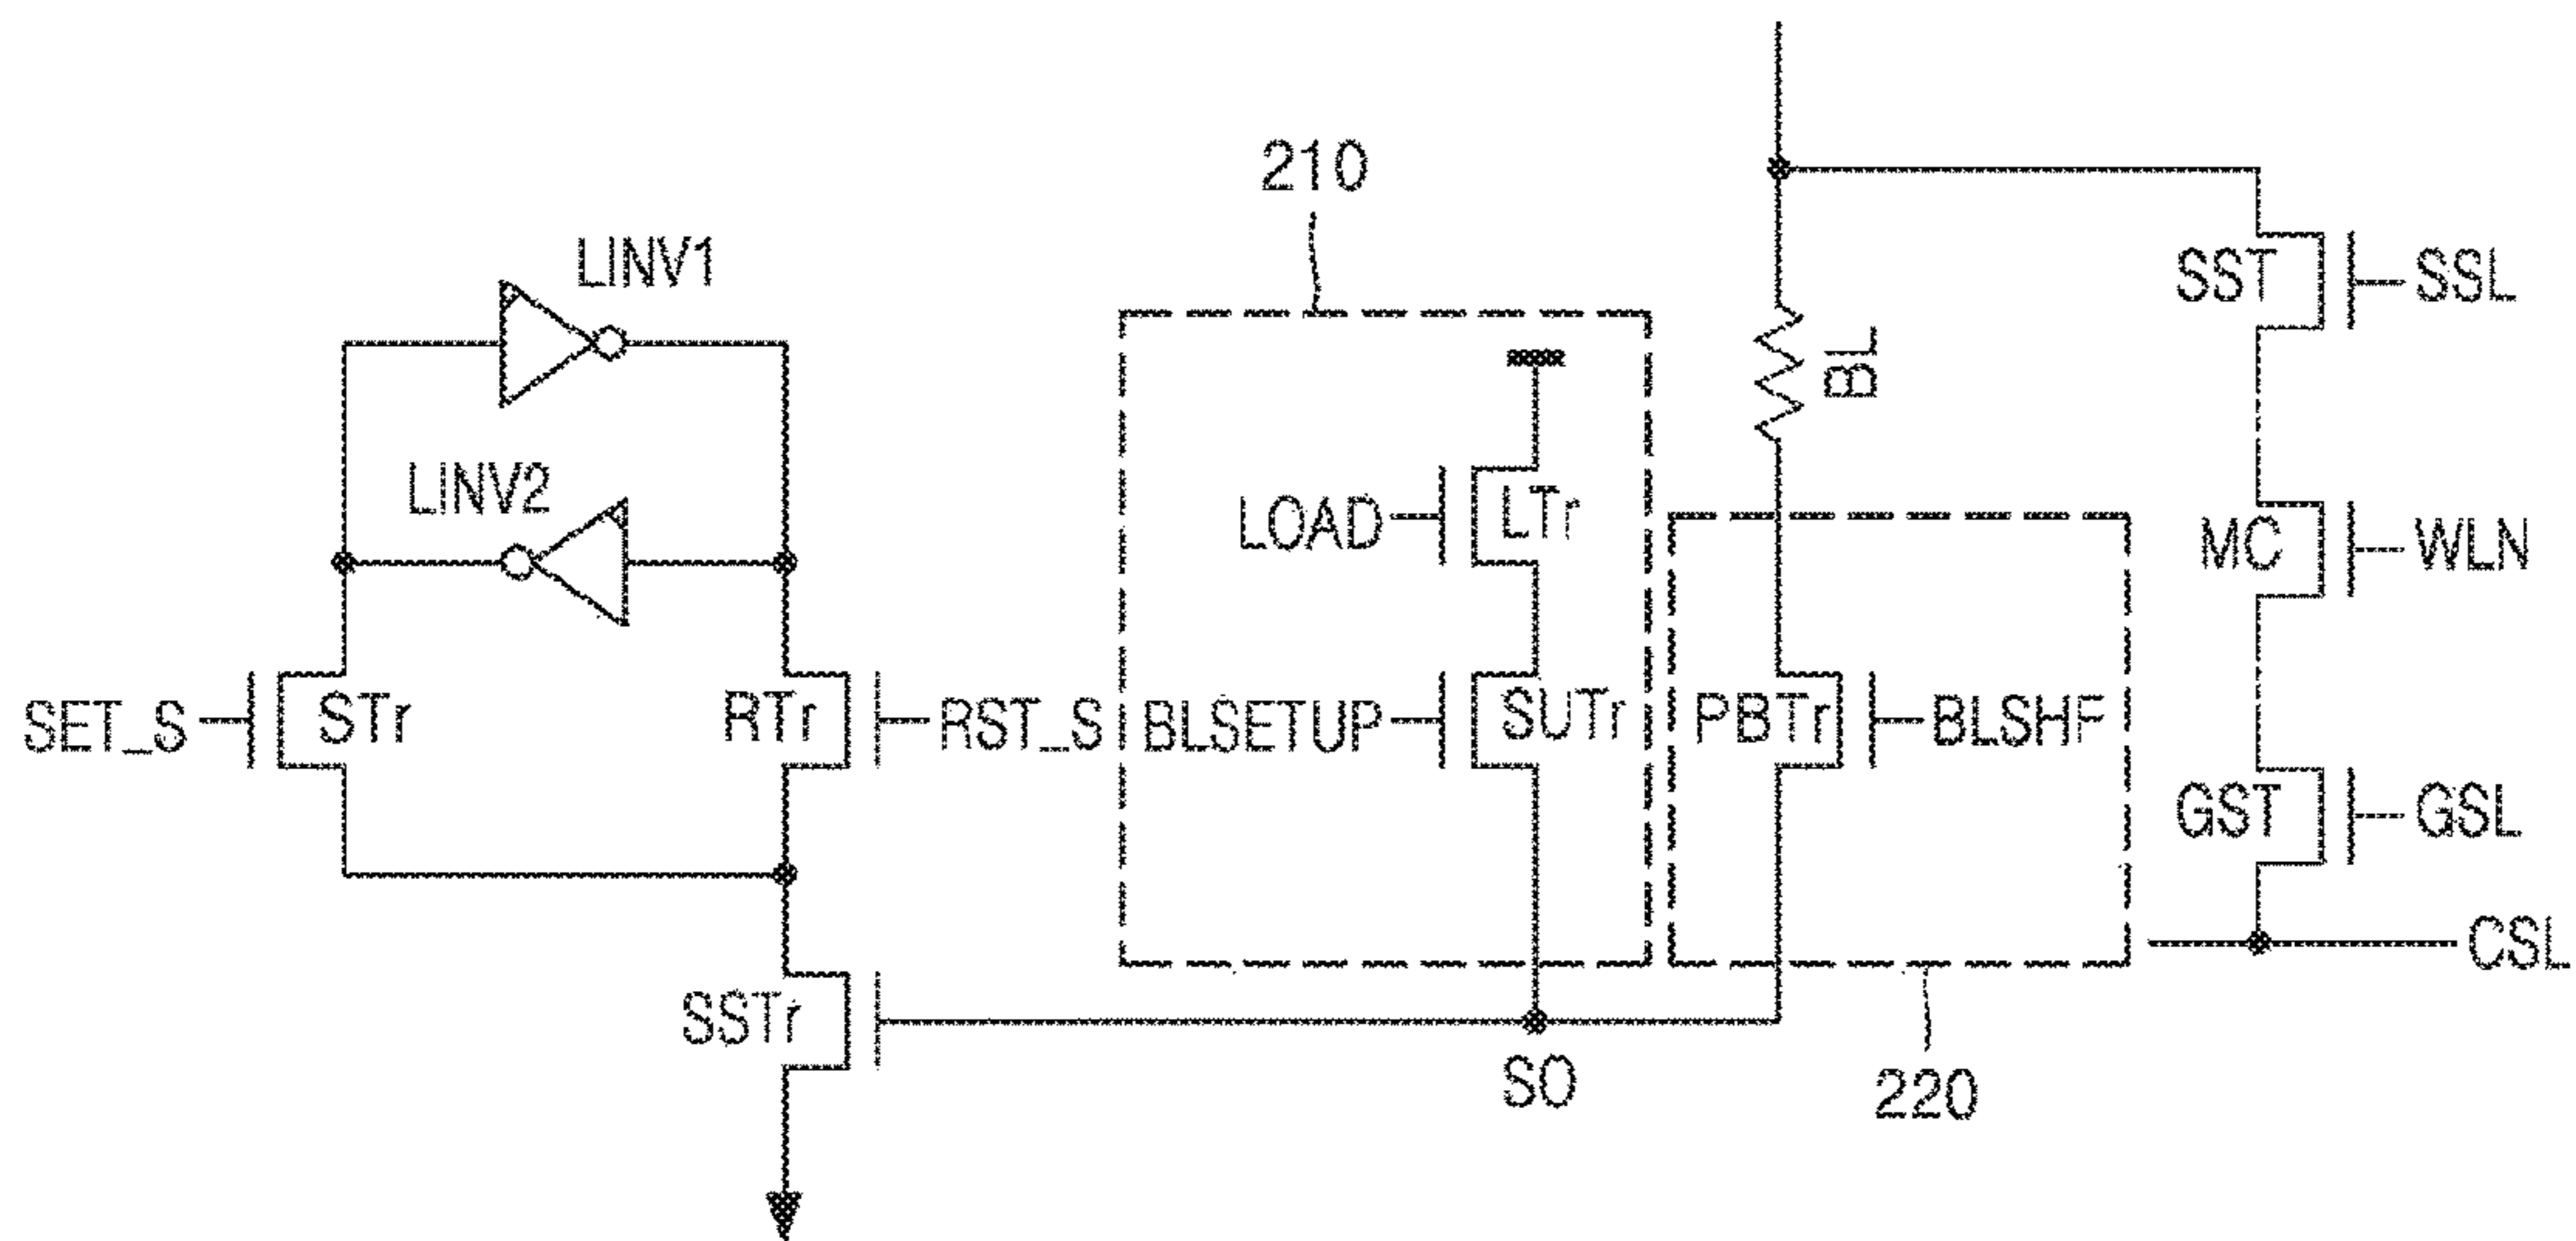 210
LINV1
SST
SSL
BL
LINV2
LOAD
LTr
MC
WLN
SET_S
STr
RTr
RST_S
BLSETUP
SUTr
PBTr
BLSHF
GST
GSL
CSL
SSTr
SO
220